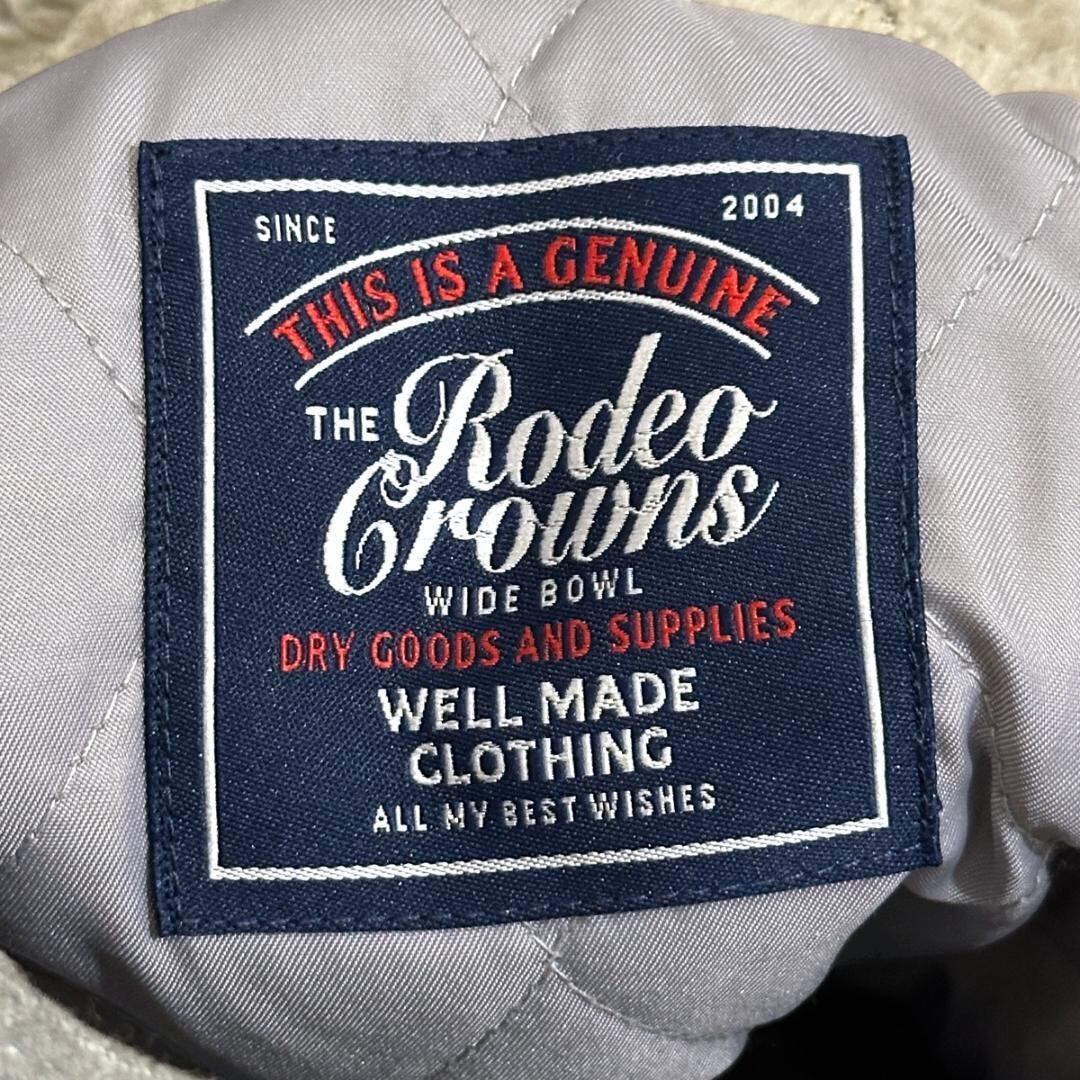 SINCE 2004
THIS IS A GENUINE
THE Rodeo
Crowns
WIDE BOWL
DRY GOODS AND SUPPLIES
WELL MADE
CLOTHING
ALL MY BEST WISHES